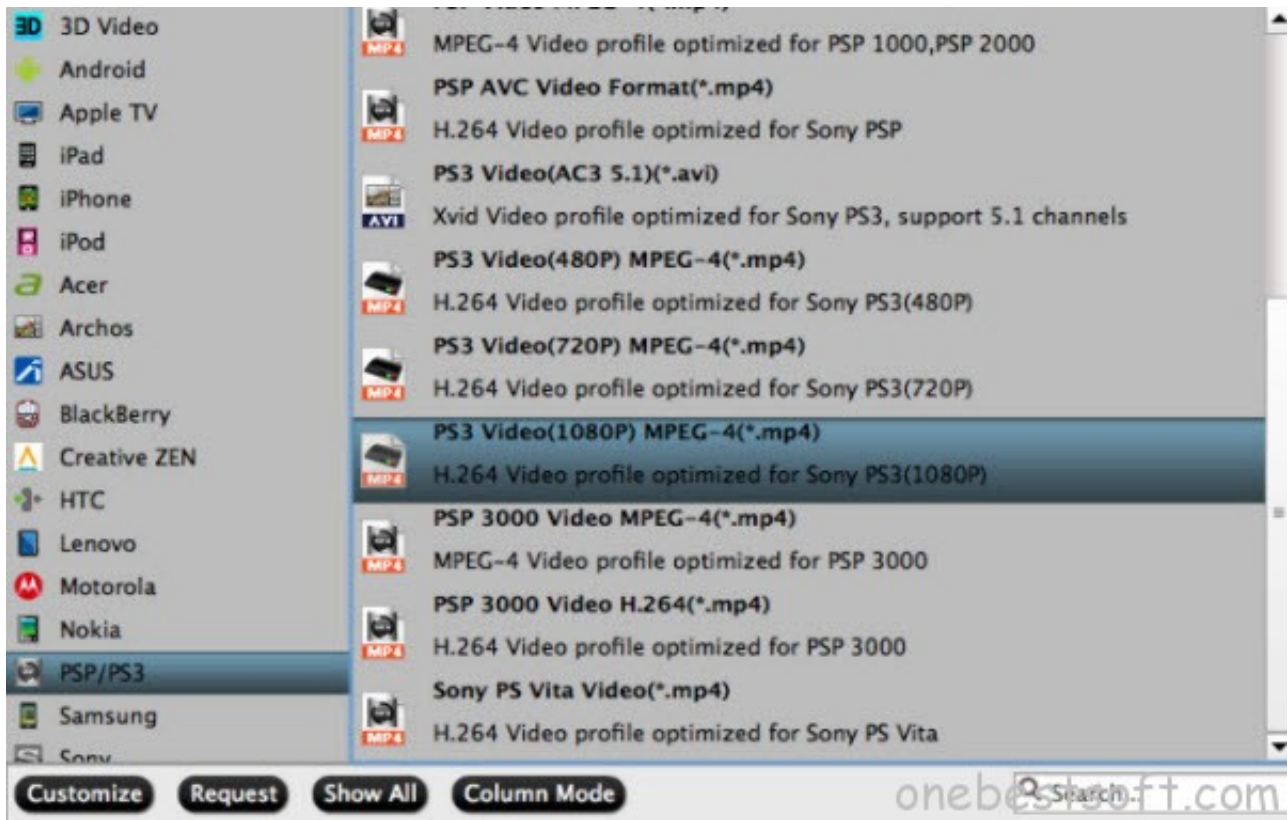 3D Video
Android
Apple TV
iPad
iPhone
iPod
Acer
Archos
ASUS
BlackBerry
Creative ZEN
HTC
Lenovo
Motorola
Nokia
PSP/PS3
Samsung
Sony
MPEG-4 Video profile optimized for PSP 1000,PSP 2000
PSP AVC Video Format(*.mp4)
H.264 Video profile optimized for Sony PSP
PS3 Video(AC3 5.1)(*.avi)
Xvid Video profile optimized for Sony PS3, support 5.1 channels
PS3 Video(480P) MPEG-4(*.mp4)
H.264 Video profile optimized for Sony PS3(480P)
PS3 Video(720P) MPEG-4(*.mp4)
H.264 Video profile optimized for Sony PS3(720P)
PS3 Video(1080P) MPEG-4(*.mp4)
H.264 Video profile optimized for Sony PS3(1080P)
PSP 3000 Video MPEG-4(*.mp4)
MPEG-4 Video profile optimized for PSP 3000
PSP 3000 Video H.264(*.mp4)
H.264 Video profile optimized for PSP 3000
Sony PS Vita Video(*.mp4)
H.264 Video profile optimized for Sony PS Vita
Customize Request Show All Column Mode Search...
onebestsoft.com